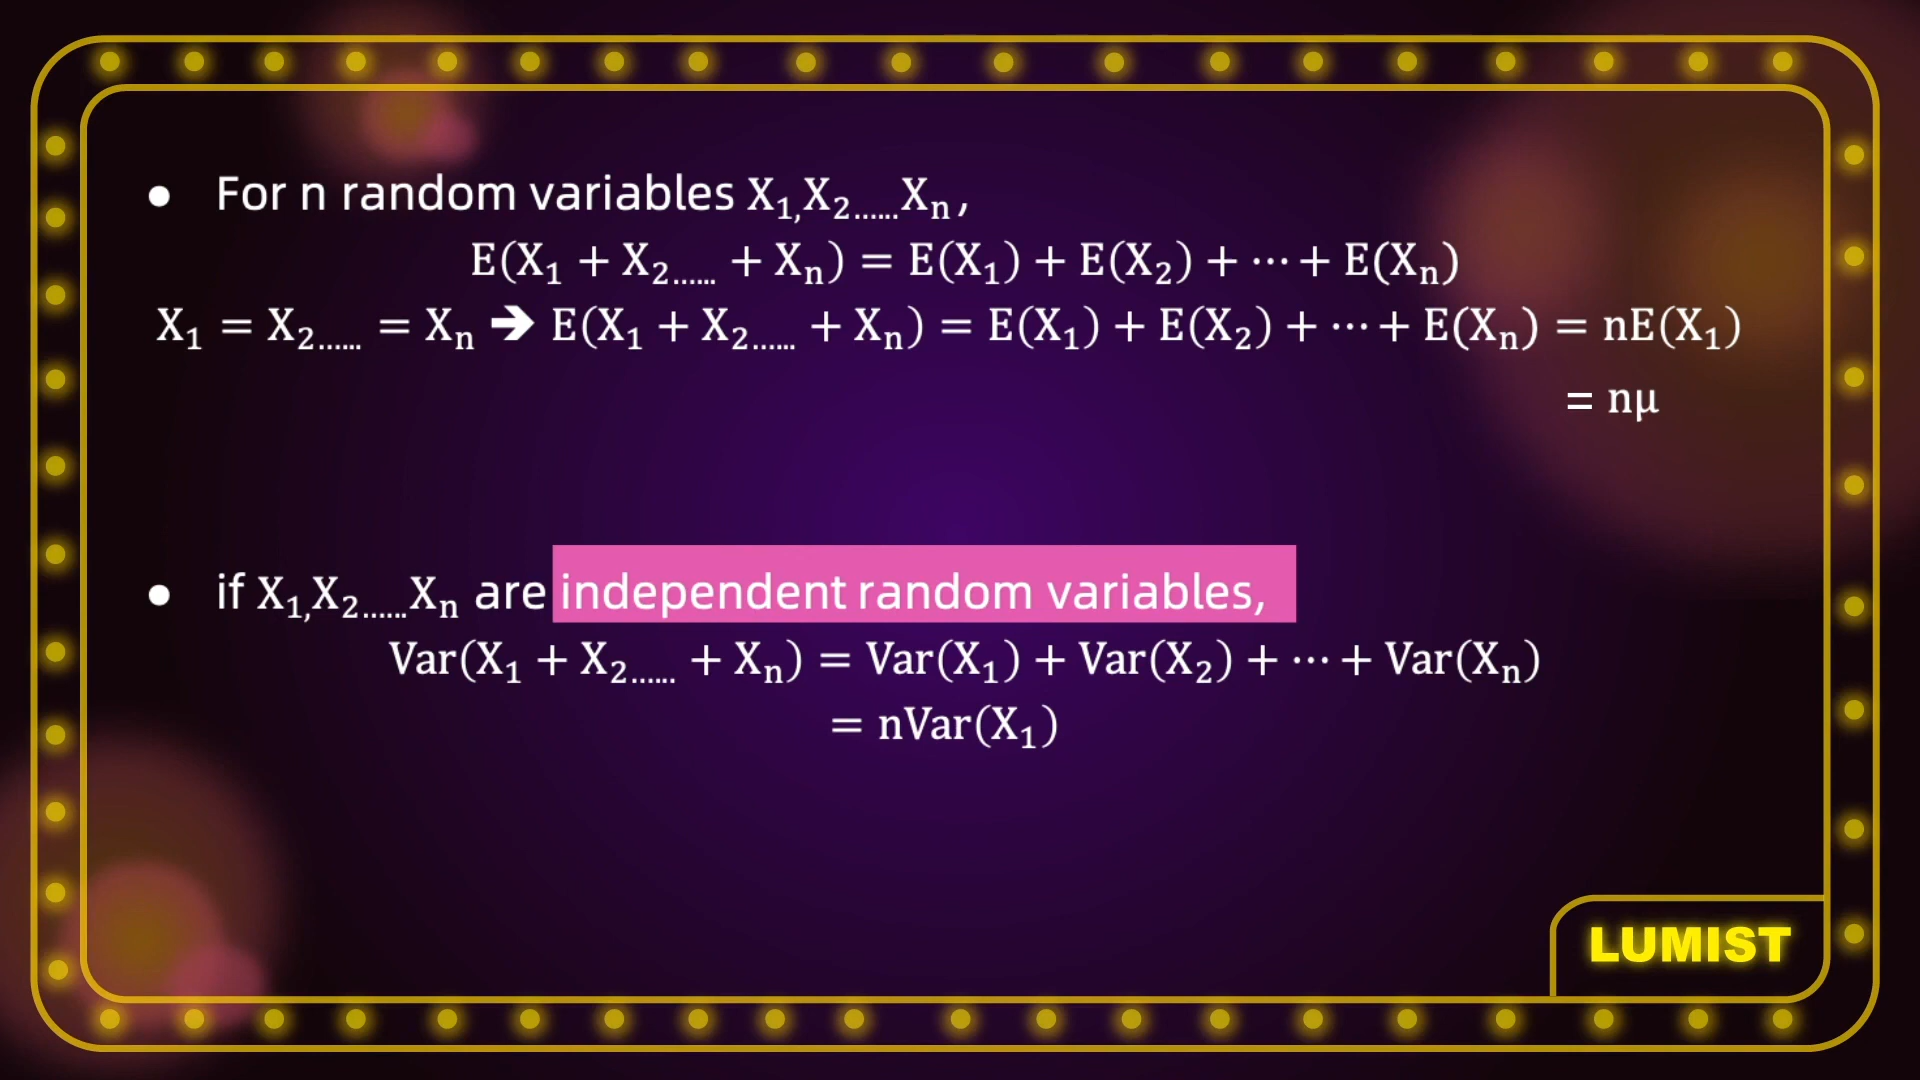 ● For n random variables X₁,X₂......Xₙ,
E(X₁ + X₂...... + Xₙ) = E(X₁) + E(X₂) + ⋯ + E(Xₙ)
X₁ = X₂...... = Xₙ ➔ E(X₁ + X₂...... + Xₙ) = E(X₁) + E(X₂) + ⋯ + E(Xₙ) = nE(X₁)
= nμ
● if X₁,X₂......Xₙ are independent random variables,
Var(X₁ + X₂...... + Xₙ) = Var(X₁) + Var(X₂) + ⋯ + Var(Xₙ)
= nVar(X₁)
LUMIST